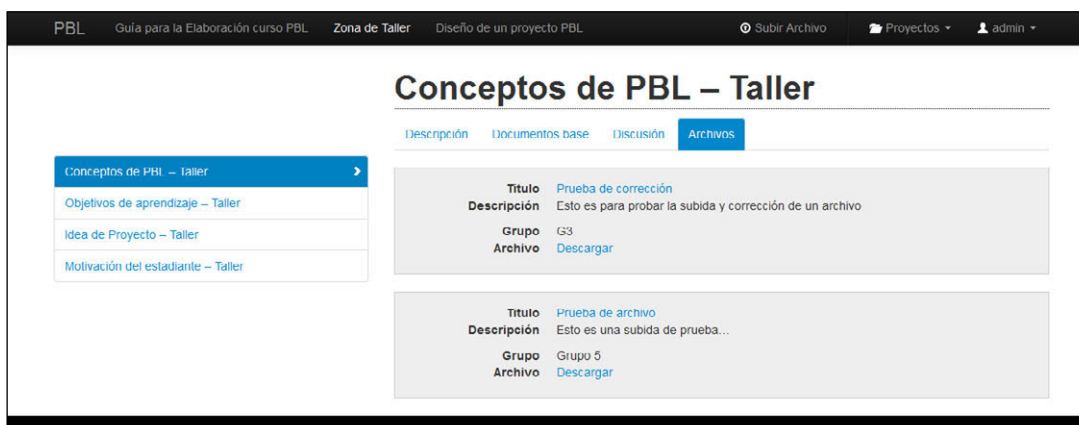 PBL Guía para la Elaboración curso PBL Zona de Taller Diseño de un proyecto PBL Subir Archivo Proyectos admin
Conceptos de PBL – Taller
Descripción Documentos base Discusión Archivos
Conceptos de PBL – Taller
Objetivos de aprendizaje – Taller
Idea de Proyecto – Taller
Motivación del estudiante – Taller
Titulo Prueba de corrección
Descripción Esto es para probar la subida y corrección de un archivo
Grupo G3
Archivo Descargar
Titulo Prueba de archivo
Descripción Esto es una subida de prueba...
Grupo Grupo 5
Archivo Descargar